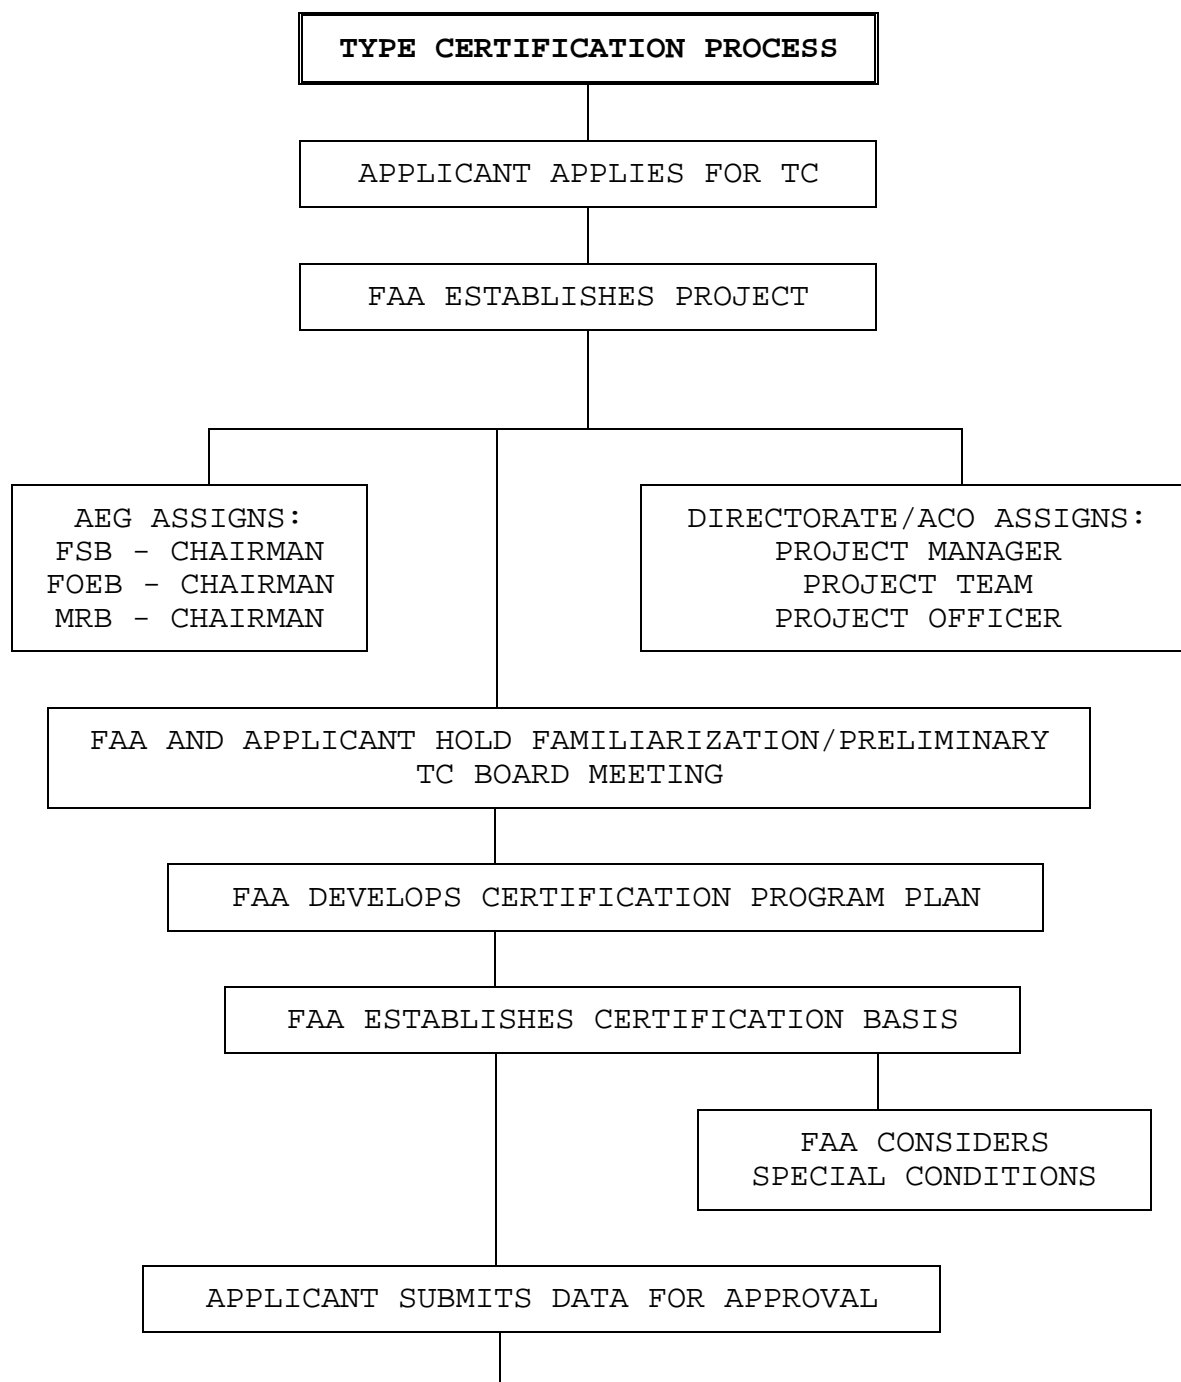 TYPE CERTIFICATION PROCESS
APPLICANT APPLIES FOR TC
FAA ESTABLISHES PROJECT
AEG ASSIGNS:
FSB - CHAIRMAN
FOEB - CHAIRMAN
MRB - CHAIRMAN
DIRECTORATE/ACO ASSIGNS:
PROJECT MANAGER
PROJECT TEAM
PROJECT OFFICER
FAA AND APPLICANT HOLD FAMILIARIZATION/PRELIMINARY
TC BOARD MEETING
FAA DEVELOPS CERTIFICATION PROGRAM PLAN
FAA ESTABLISHES CERTIFICATION BASIS
FAA CONSIDERS
SPECIAL CONDITIONS
APPLICANT SUBMITS DATA FOR APPROVAL